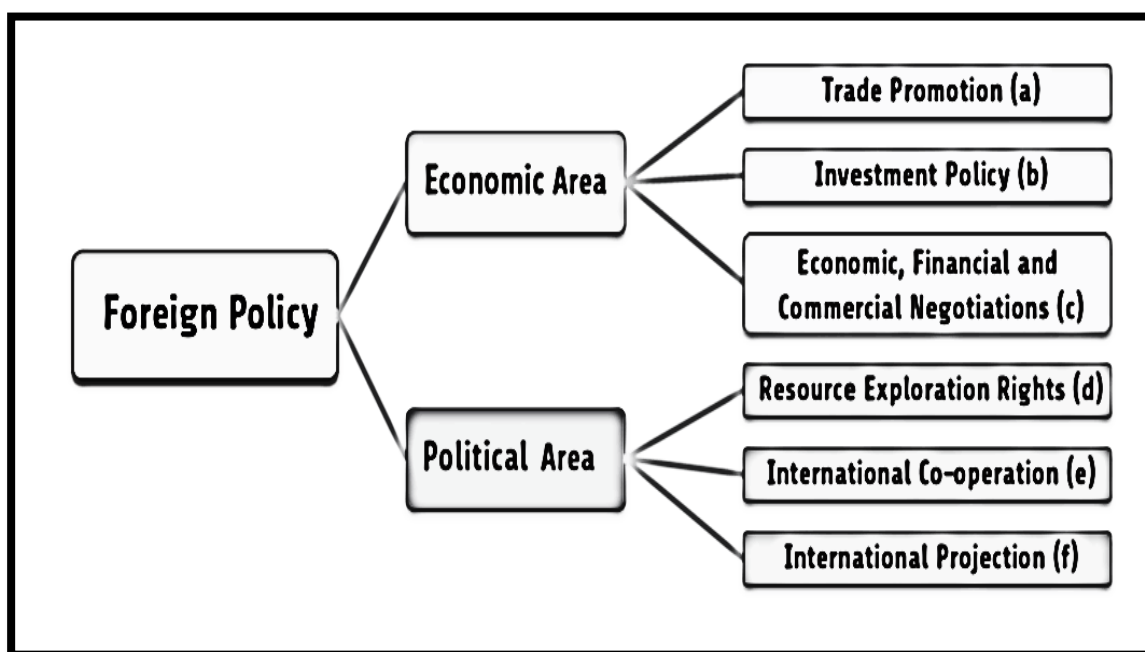 Foreign Policy
Economic Area
Trade Promotion (a)
Investment Policy (b)
Economic, Financial and
Commercial Negotiations (c)
Political Area
Resource Exploration Rights (d)
International Co-operation (e)
International Projection (f)